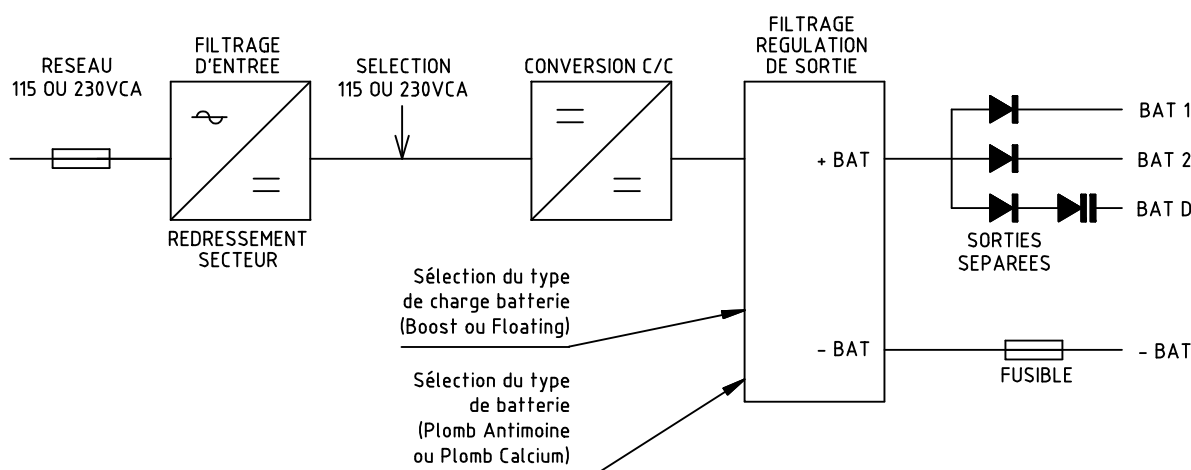 RESEAU
115 OU 230VCA
FILTRAGE
D'ENTREE
REDRESSEMENT
SECTEUR
SELECTION
115 OU 230VCA
CONVERSION C/C
FILTRAGE
REGULATION
DE SORTIE
+ BAT
- BAT
BAT 1
BAT 2
BAT D
SORTIES
SEPAREES
- BAT
FUSIBLE
Sélection du type
de charge batterie
(Boost ou Floating)
Sélection du type
de batterie
(Plomb Antimoine
ou Plomb Calcium)